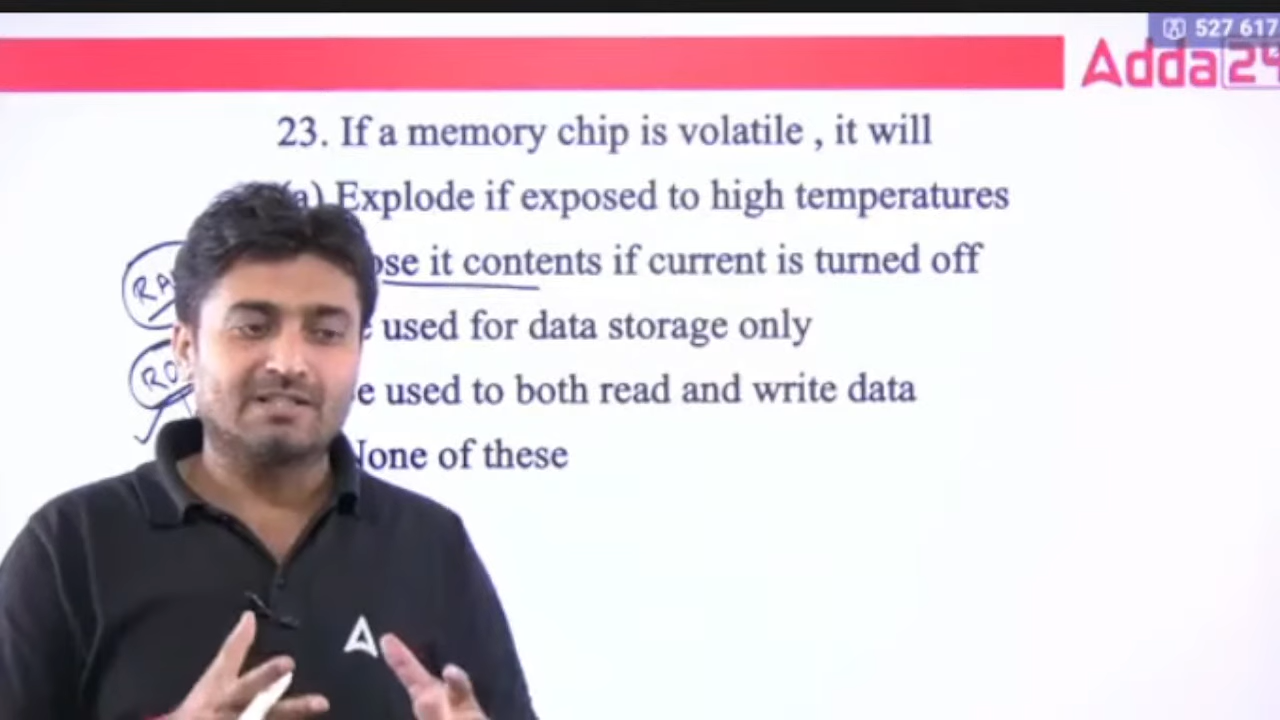 527 617
Adda24
23. If a memory chip is volatile , it will
(a) Explode if exposed to high temperatures
ose it contents if current is turned off
RA
e used for data storage only
RO
e used to both read and write data
None of these